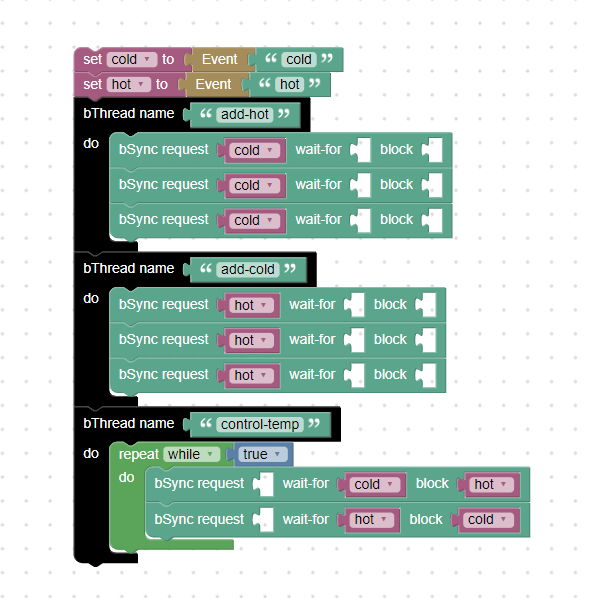 set cold to Event “ cold ”
set hot to Event “ hot ”
bThread name “ add-hot ”
do bSync request cold wait-for block
bSync request cold wait-for block
bSync request cold wait-for block
bThread name “ add-cold ”
do bSync request hot wait-for block
bSync request hot wait-for block
bSync request hot wait-for block
bThread name “ control-temp ”
do repeat while true
do bSync request wait-for cold block hot
bSync request wait-for hot block cold